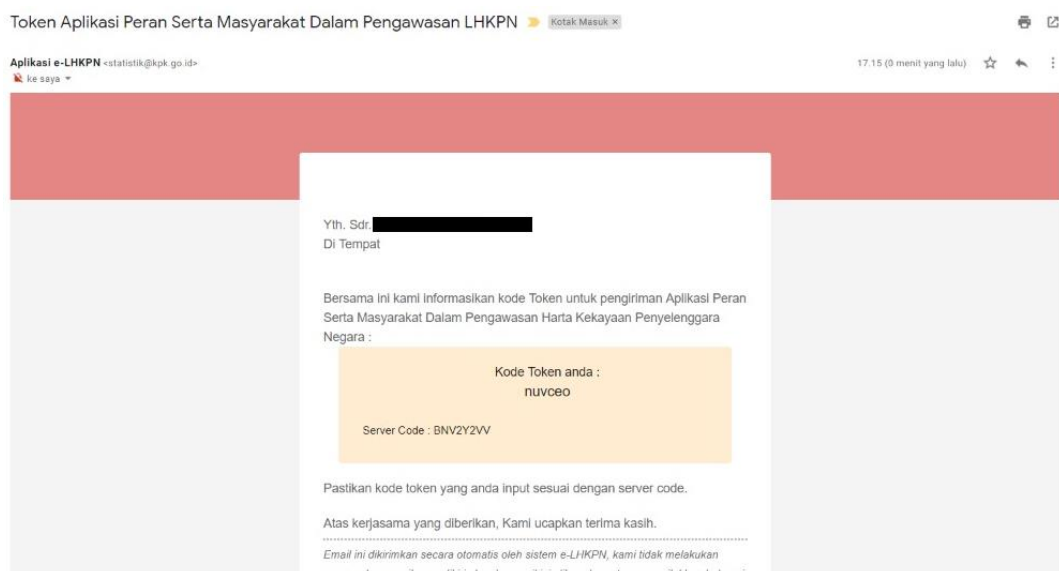 Token Aplikasi Peran Serta Masyarakat Dalam Pengawasan LHKPN Kotak Masuk ×
Aplikasi e-LHKPN <statistik@kpk.go.id> 17.15 (0 menit yang lalu)
ke saya
Yth. Sdr.
Di Tempat
Bersama ini kami informasikan kode Token untuk pengiriman Aplikasi Peran
Serta Masyarakat Dalam Pengawasan Harta Kekayaan Penyelenggara
Negara :
Kode Token anda :
nuvceo
Server Code : BNV2Y2VV
Pastikan kode token yang anda input sesuai dengan server code.
Atas kerjasama yang diberikan, Kami ucapkan terima kasih.
Email ini dikirimkan secara otomatis oleh sistem e-LHKPN, kami tidak melakukan